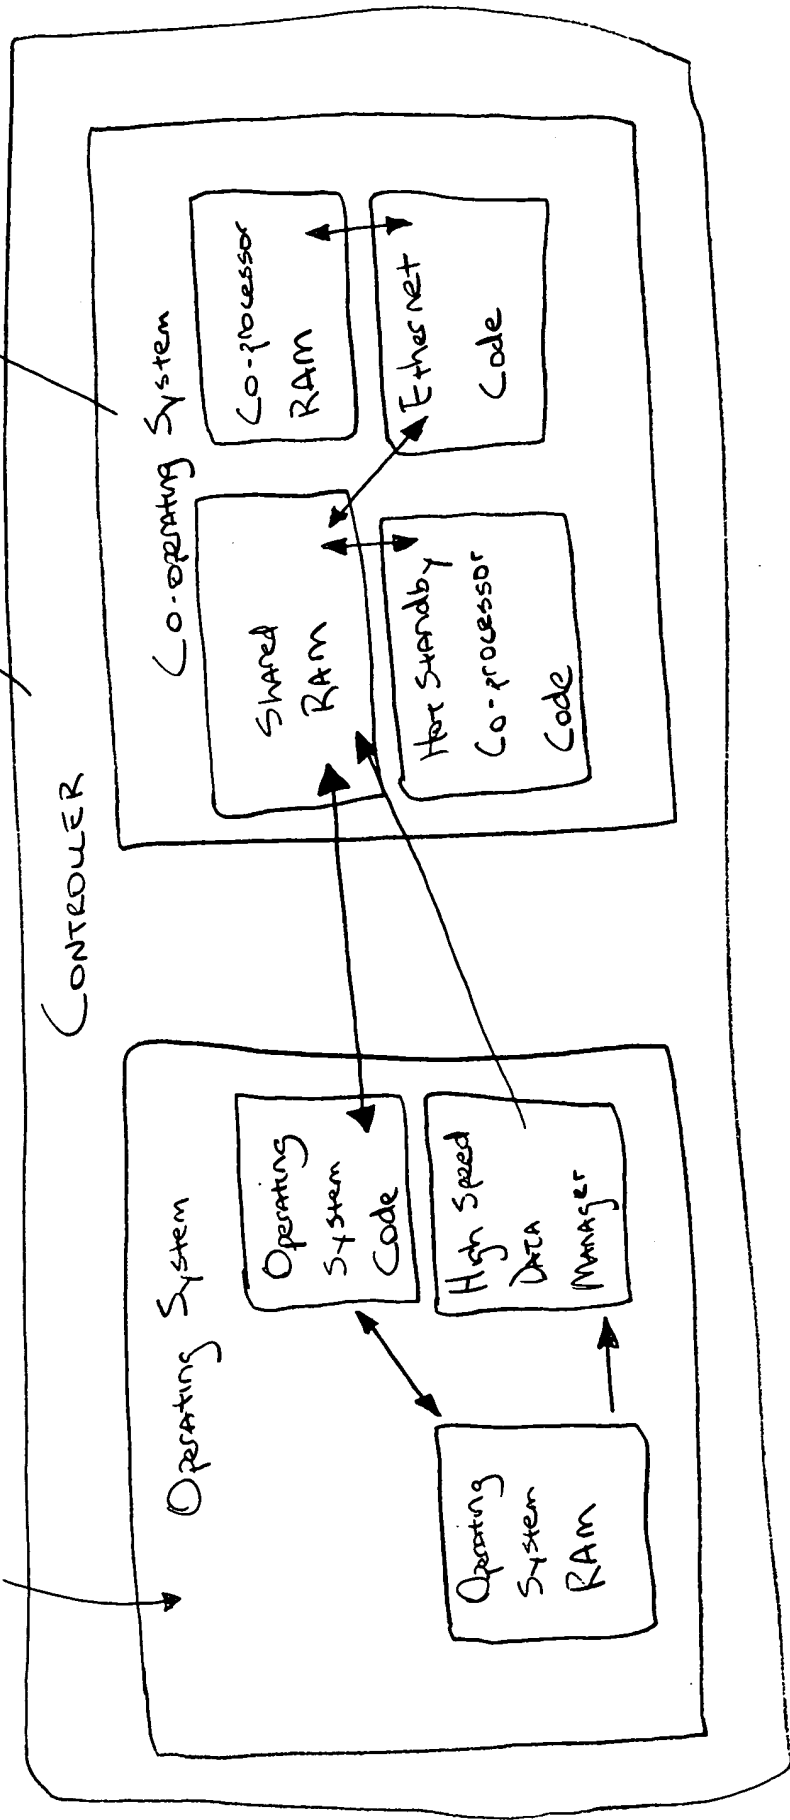 CONTROLLER
Operating System
Operating
System
RAM
Operating
System
Code
High Speed
DATA
MANAGER
Co-operating System
Shared
RAM
Hot Standby
Co-processor
Code
Co-processor
RAM
Ethernet
Code